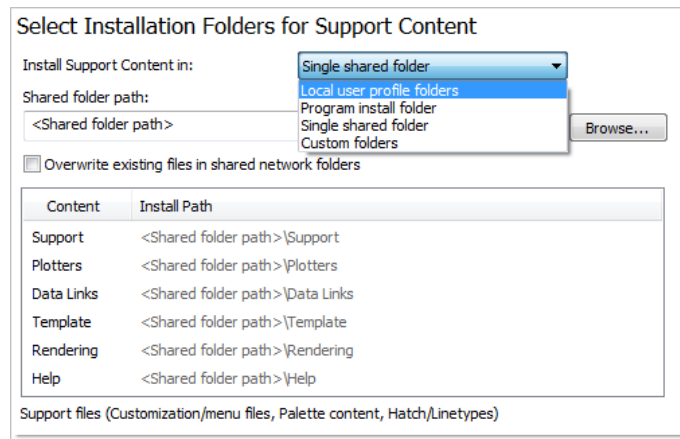 Select Installation Folders for Support Content
Install Support Content in:
Single shared folder
Local user profile folders
Program install folder
Single shared folder
Custom folders
Shared folder path:
<Shared folder path>
Browse...
Overwrite existing files in shared network folders
Content Install Path
Support <Shared folder path>\Support
Plotters <Shared folder path>\Plotters
Data Links <Shared folder path>\Data Links
Template <Shared folder path>\Template
Rendering <Shared folder path>\Rendering
Help <Shared folder path>\Help
Support files (Customization/menu files, Palette content, Hatch/Linetypes)